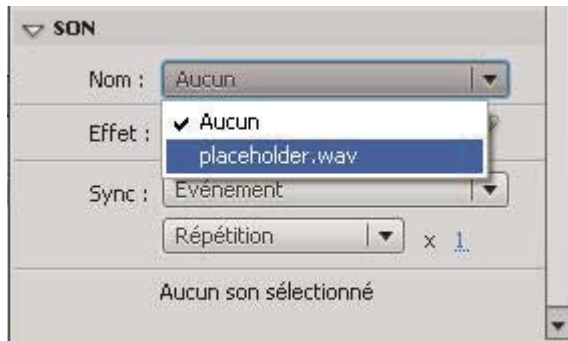 SON
Nom : Aucun
Aucun
Effet :
placeholder.wav
Sync : Evénement
Répétition x 1
Aucun son sélectionné